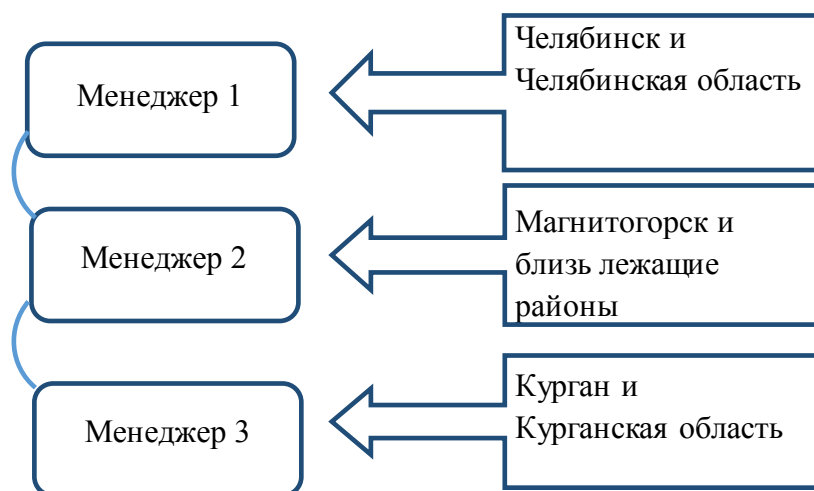 Менеджер 1
Челябинск и
Челябинская область
Менеджер 2
Магнитогорск и
близь лежащие
районы
Менеджер 3
Курган и
Курганская область